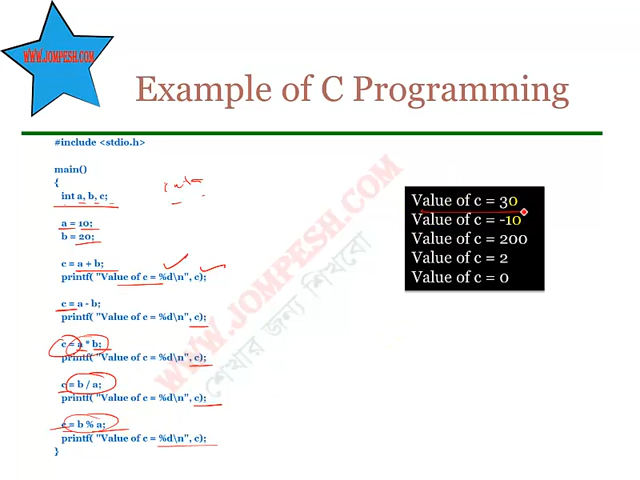 WWW.JOMPESH.COM
Example of C Programming
#include <stdio.h>
main()
{
int a, b, c;
a = 10;
b = 20;
c = a + b;
printf( "Value of c = %d\n", c);
c = a - b;
printf( "Value of c = %d\n", c);
c = a * b;
printf( "Value of c = %d\n", c);
c = b / a;
printf( "Value of c = %d\n", c);
c = b % a;
printf( "Value of c = %d\n", c);
}
Value of c = 30
Value of c = -10
Value of c = 200
Value of c = 2
Value of c = 0
WWW.JOMPESH.COM
শেখার জন্য শিখবো